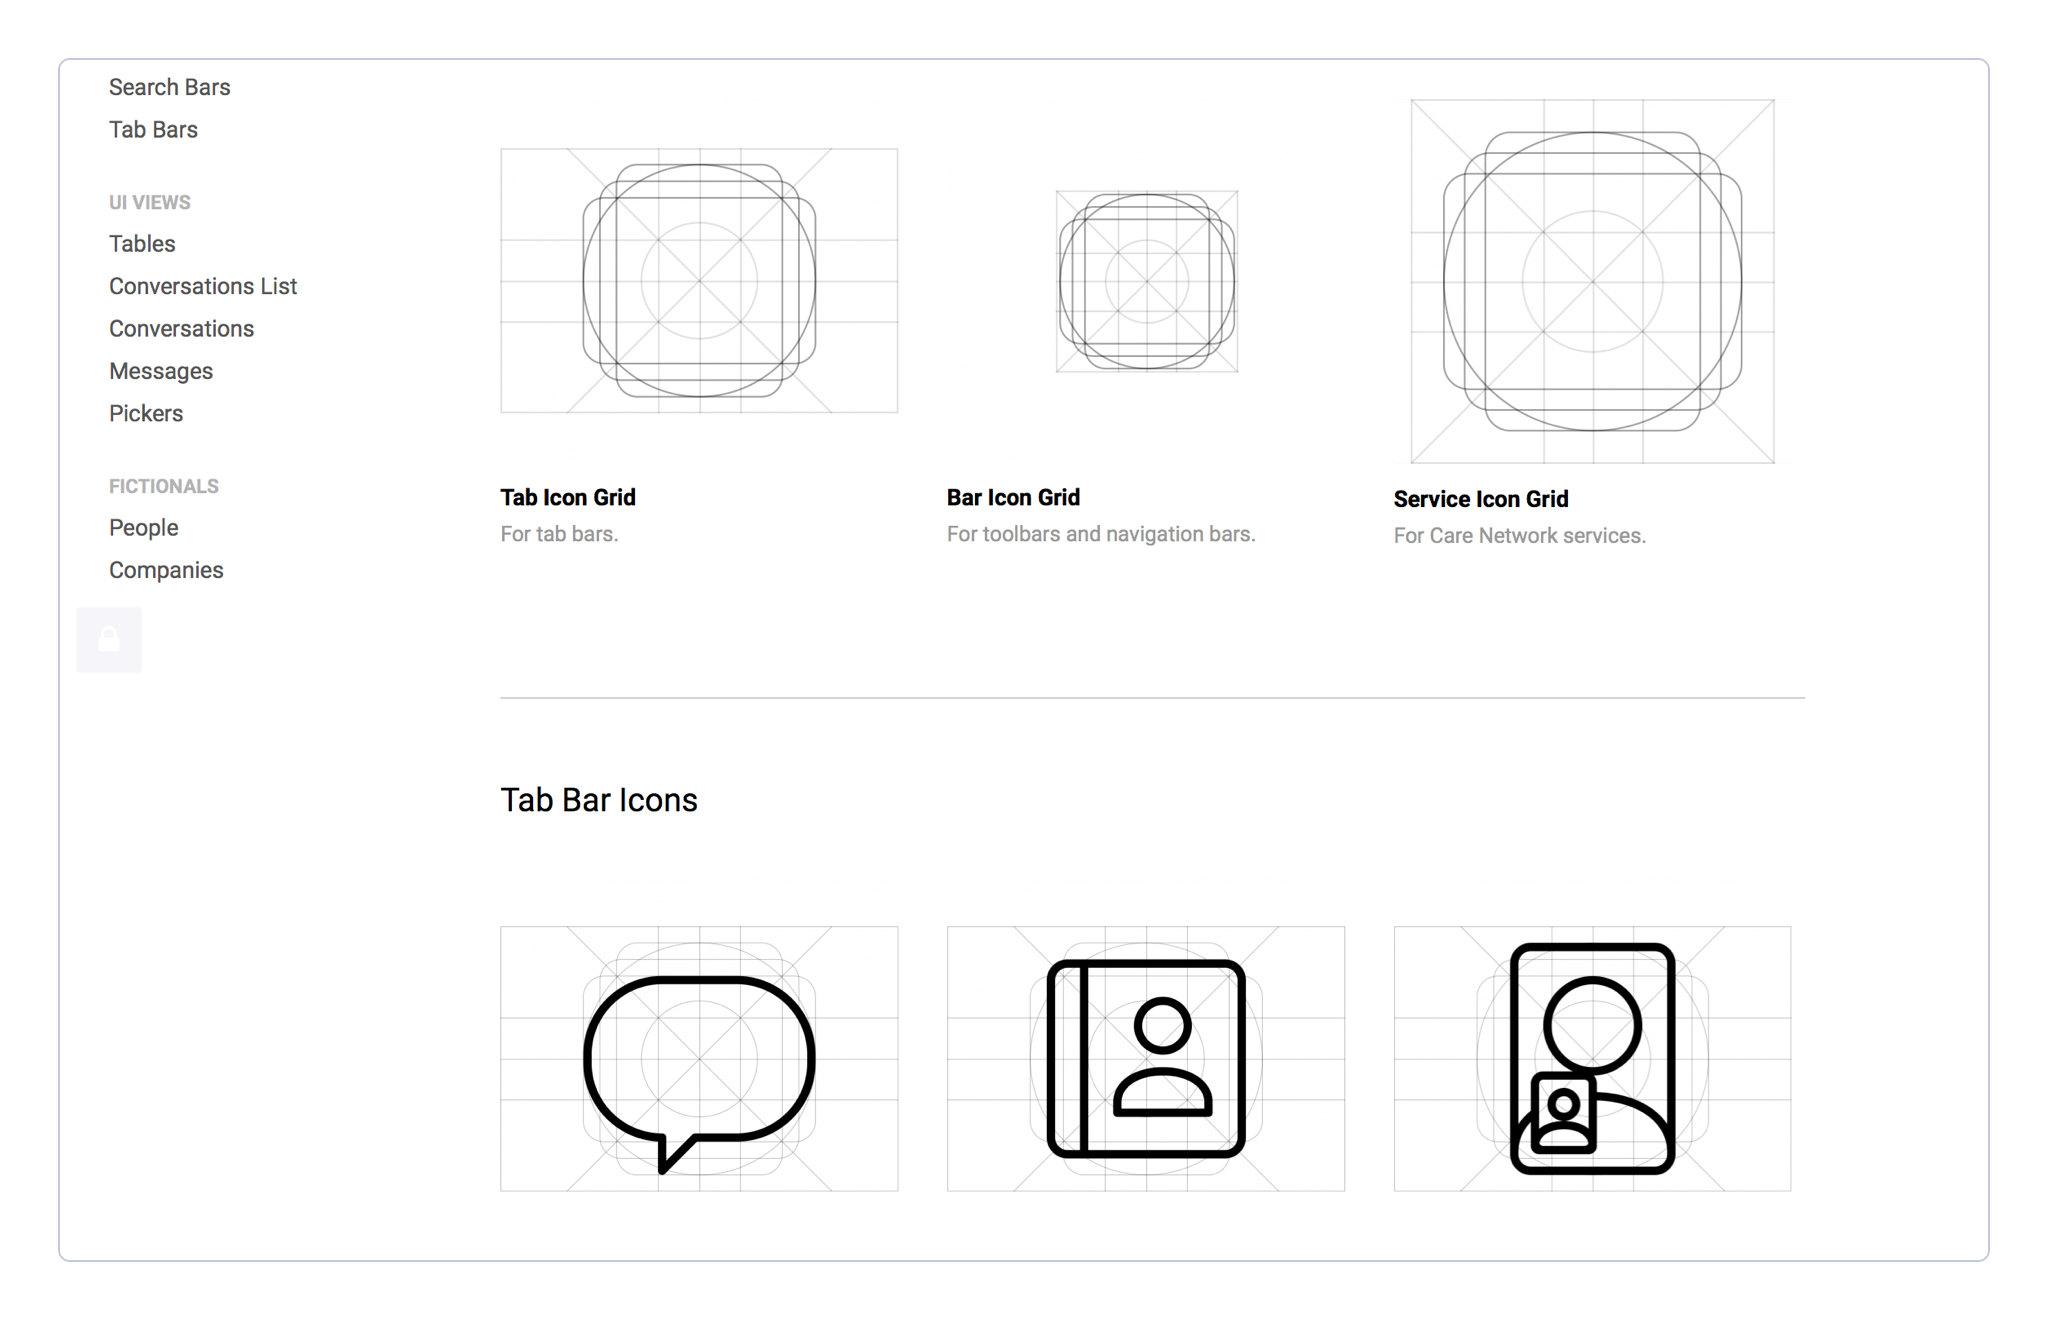 Search Bars
Tab Bars
UI VIEWS
Tables
Conversations List
Conversations
Messages
Pickers
FICTIONALS
People
Companies
Tab Icon Grid
For tab bars.
Bar Icon Grid
For toolbars and navigation bars.
Service Icon Grid
For Care Network services.
Tab Bar Icons